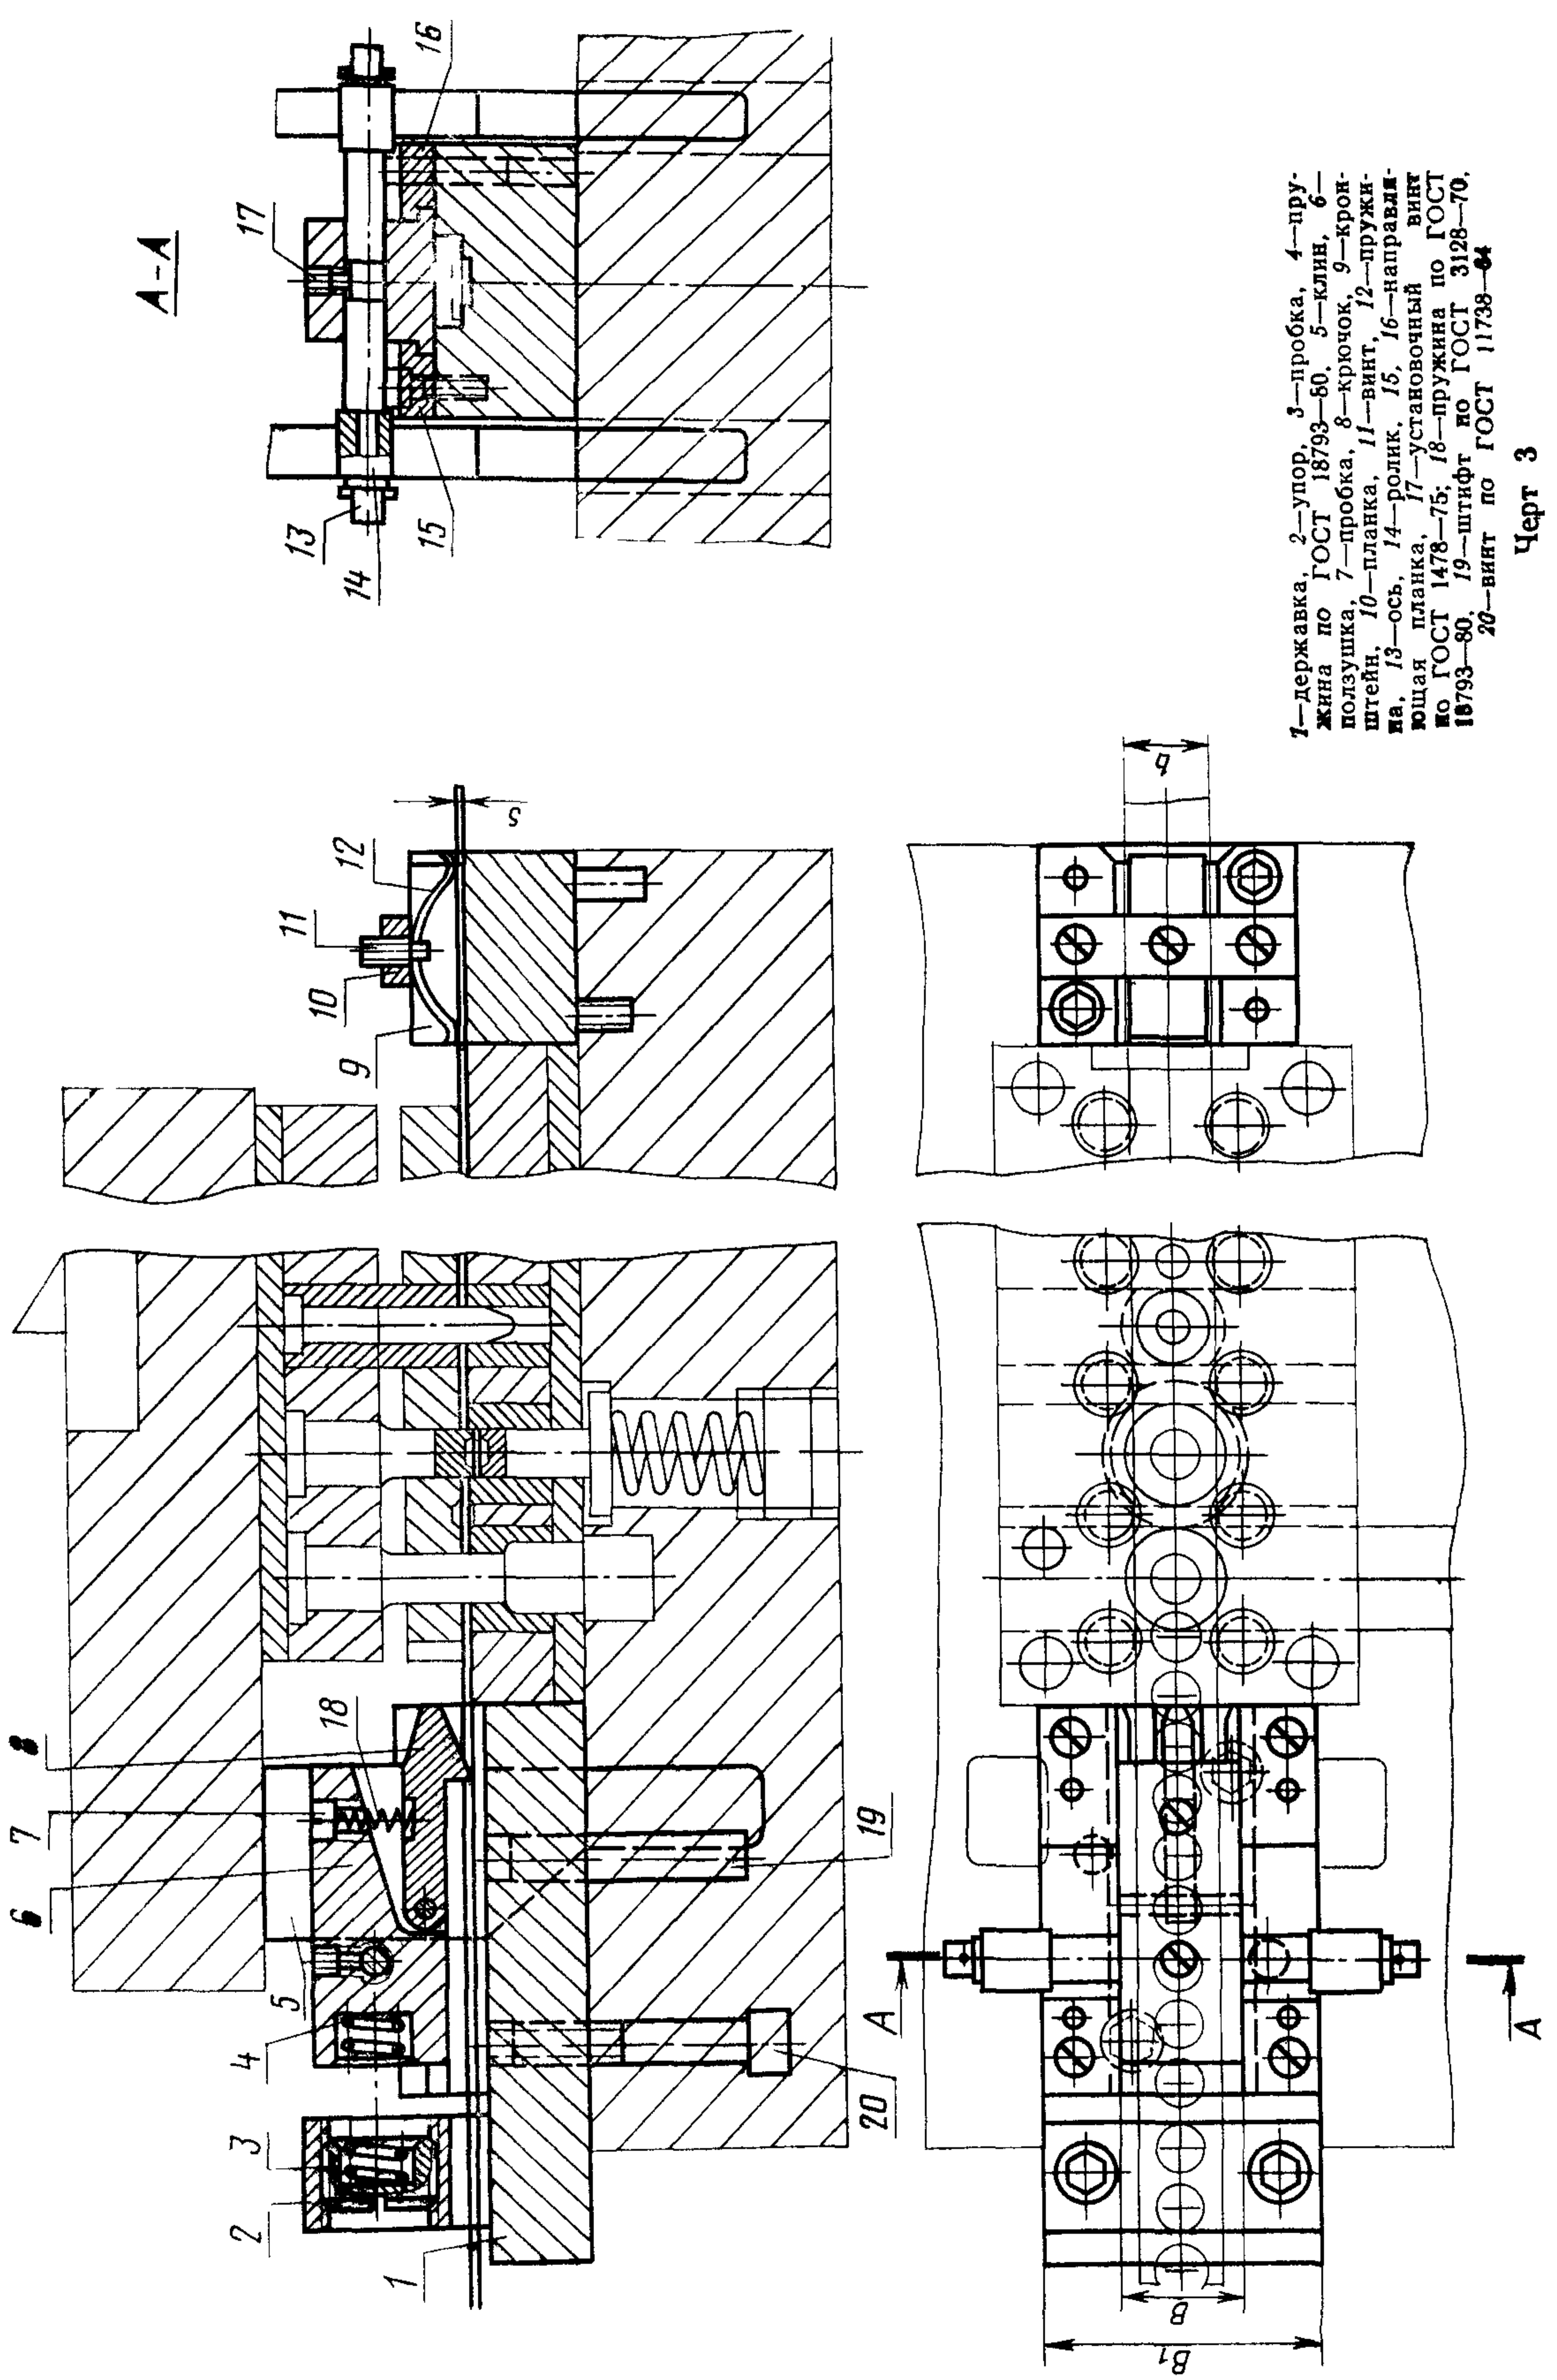 А-А
17
16
13
14
15
8
7
6
18
5
4
3
2
1
11
12
10
9
s
19
20
А
А
B
B1
b
1—державка, 2—упор, 3—пробка, 4—пру-
жина по ГОСТ 18793—80, 5—клин, 6—
ползушка, 7—пробка, 8—крючок, 9—крон-
штейн, 10—планка, 11—винт, 12—пружи-
на, 13—ось, 14—ролик, 15, 16—направля-
ющая планка, 17—установочный винт
по ГОСТ 1478—75; 18—пружина по ГОСТ
18793—80, 19—штифт по ГОСТ 3128—70,
20—винт по ГОСТ 11738—84
Черт 3